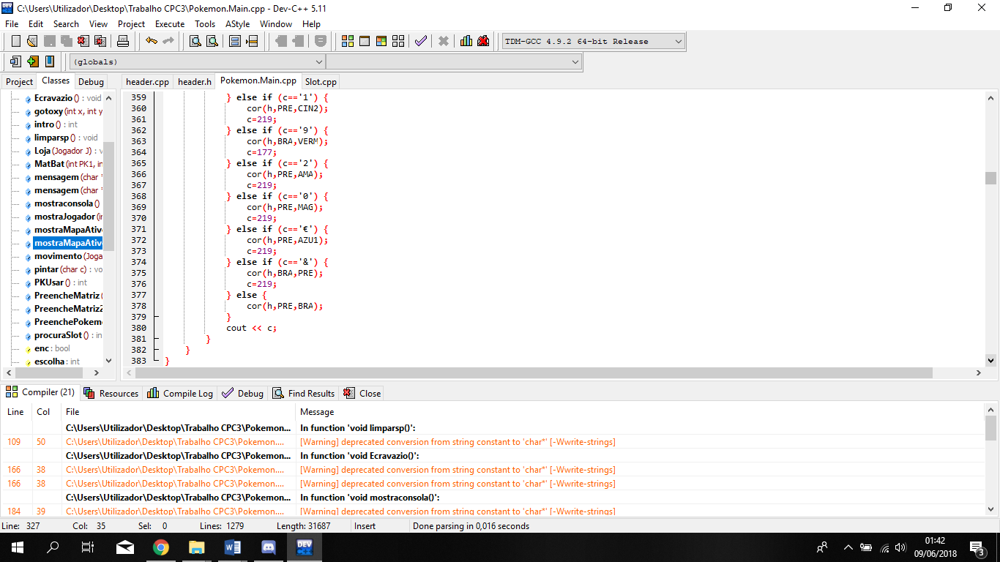 C:\Users\Utilizador\Desktop\Trabalho CPC3\Pokemon.Main.cpp - Dev-C++ 5.11
File Edit Search View Project Execute Tools AStyle Window Help
TDM-GCC 4.9.2 64-bit Release
(globals)
Project Classes Debug
header.cpp header.h Pokemon.Main.cpp Slot.cpp
Ecravazio () : void
gotoxy (int x, int y
intro () : int
limparsp () : void
Loja (Jogador J) : v
MatBat (int PK1, in
mensagem (char *
mensagem (char *
mostraconsola ()
mostraJogador (in
mostraMapaAtiv
mostraMapaAtiv
movimento (Joga
pintar (char c) : vo
PKUsar () : int
PreencheMatriz (
PreencheMatriz2
PreenchePokem
procuraSlot () : in
enc : bool
escolha : int
359 } else if (c=='1') {
360 cor(h,PRE,CIN2);
361 c=219;
362 } else if (c=='9') {
363 cor(h,BRA,VERM);
364 c=177;
365 } else if (c=='2') {
366 cor(h,PRE,AMA);
367 c=219;
368 } else if (c=='0') {
369 cor(h,PRE,MAG);
370 c=219;
371 } else if (c=='€') {
372 cor(h,PRE,AZU1);
373 c=219;
374 } else if (c=='&') {
375 cor(h,BRA,PRE);
376 c=219;
377 } else {
378 cor(h,PRE,BRA);
379 }
380 cout << c;
381 }
382 }
383 }
Compiler (21) Resources Compile Log Debug Find Results Close
Line Col File Message
C:\Users\Utilizador\Desktop\Trabalho CPC3\Pokemon... In function 'void limparsp()':
109 50 C:\Users\Utilizador\Desktop\Trabalho CPC3\Pokemon.... [Warning] deprecated conversion from string constant to 'char*' [-Wwrite-strings]
C:\Users\Utilizador\Desktop\Trabalho CPC3\Pokemon... In function 'void Ecravazio()':
166 38 C:\Users\Utilizador\Desktop\Trabalho CPC3\Pokemon.... [Warning] deprecated conversion from string constant to 'char*' [-Wwrite-strings]
166 38 C:\Users\Utilizador\Desktop\Trabalho CPC3\Pokemon.... [Warning] deprecated conversion from string constant to 'char*' [-Wwrite-strings]
C:\Users\Utilizador\Desktop\Trabalho CPC3\Pokemon... In function 'void mostraconsola()':
184 39 C:\Users\Utilizador\Desktop\Trabalho CPC3\Pokemon.... [Warning] deprecated conversion from string constant to 'char*' [-Wwrite-strings]
Line: 327 Col: 35 Sel: 0 Lines: 1279 Length: 31687 Insert Done parsing in 0,016 seconds
DEV
01:42
09/06/2018
3